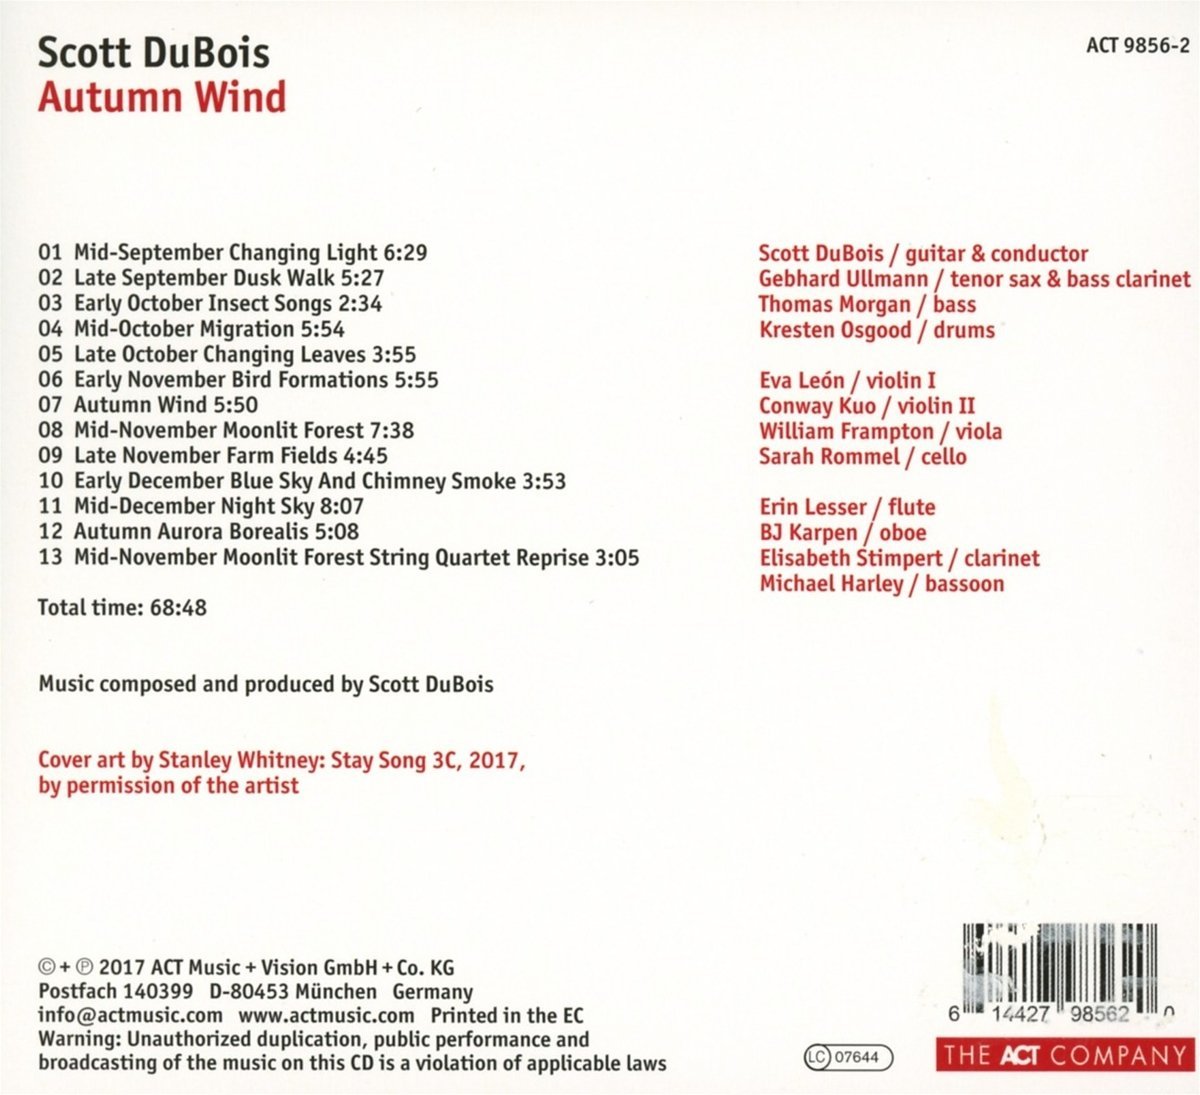 Scott DuBois
Autumn Wind
ACT 9856-2
01 Mid-September Changing Light 6:29
02 Late September Dusk Walk 5:27
03 Early October Insect Songs 2:34
04 Mid-October Migration 5:54
05 Late October Changing Leaves 3:55
06 Early November Bird Formations 5:55
07 Autumn Wind 5:50
08 Mid-November Moonlit Forest 7:38
09 Late November Farm Fields 4:45
10 Early December Blue Sky And Chimney Smoke 3:53
11 Mid-December Night Sky 8:07
12 Autumn Aurora Borealis 5:08
13 Mid-November Moonlit Forest String Quartet Reprise 3:05
Total time: 68:48
Scott DuBois / guitar & conductor
Gebhard Ullmann / tenor sax & bass clarinet
Thomas Morgan / bass
Kresten Osgood / drums
Eva León / violin I
Conway Kuo / violin II
William Frampton / viola
Sarah Rommel / cello
Erin Lesser / flute
BJ Karpen / oboe
Elisabeth Stimpert / clarinet
Michael Harley / bassoon
Music composed and produced by Scott DuBois
Cover art by Stanley Whitney: Stay Song 3C, 2017,
by permission of the artist
© + ℗ 2017 ACT Music + Vision GmbH + Co. KG
Postfach 140399 D-80453 München Germany
info@actmusic.com www.actmusic.com Printed in the EC
Warning: Unauthorized duplication, public performance and
broadcasting of the music on this CD is a violation of applicable laws
LC 07644
6 14427 98562 0
THE ACT COMPANY